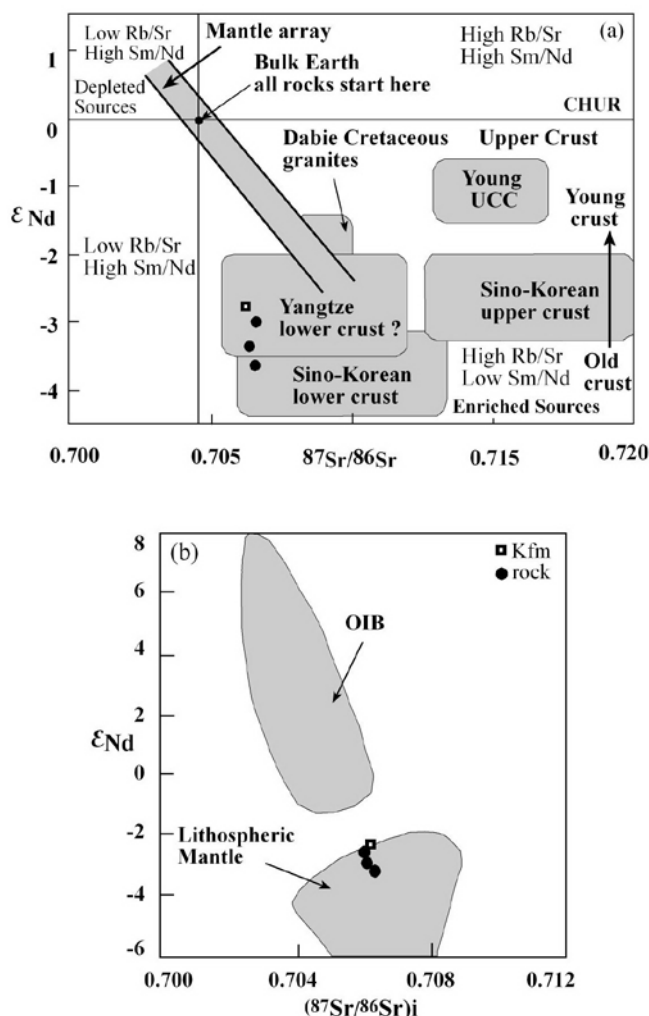 Low Rb/Sr
High Sm/Nd
Mantle array
High Rb/Sr
High Sm/Nd
(a)
Bulk Earth
all rocks start here
Depleted
Sources
CHUR
Dabie Cretaceous
granites
Upper Crust
Young
UCC
Young
crust
Low Rb/Sr
High Sm/Nd
Yangtze
lower crust ?
Sino-Korean
upper crust
Sino-Korean
lower crust
High Rb/Sr
Low Sm/Nd
Old
crust
Enriched Sources
1
0
-1
-2
-3
-4
εNd
0.700
0.705
87Sr/86Sr
0.715
0.720
(b)
Kfm
rock
OIB
Lithospheric
Mantle
8
6
4
2
0
-2
-4
-6
εNd
0.700
0.704
0.708
0.712
(87Sr/86Sr)i